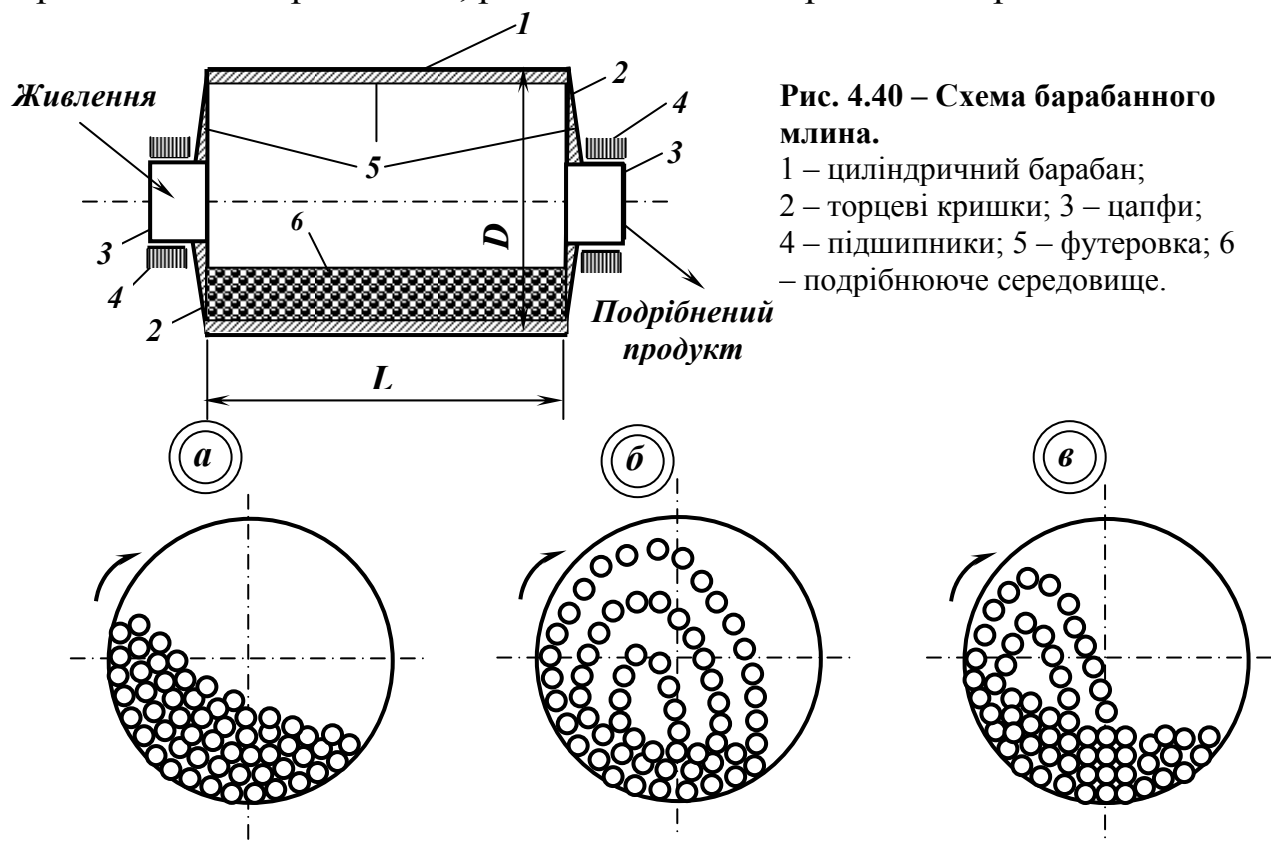 1
2
Живлення
4
3
5
6
D
3
4
2
Подрібнений
продукт
L
Рис. 4.40 – Схема барабанного
млина.
1 – циліндричний барабан;
2 – торцеві кришки; 3 – цапфи;
4 – підшипники; 5 – футеровка; 6
– подрібнююче середовище.
а
б
в